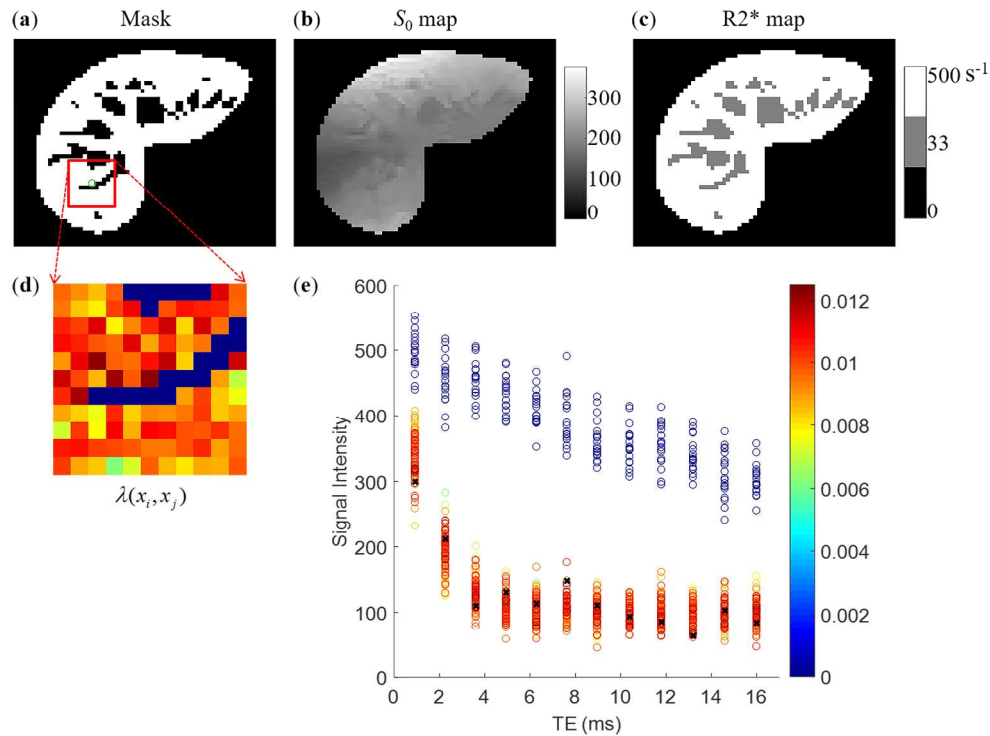 (a) Mask
(b) S₀ map
(c) R2* map
300
200
100
0
500 S⁻¹
33
0
(d)
λ(xᵢ, xⱼ)
(e)
600
500
400
300
200
100
0
Signal Intensity
0 2 4 6 8 10 12 14 16
TE (ms)
0.012
0.01
0.008
0.006
0.004
0.002
0